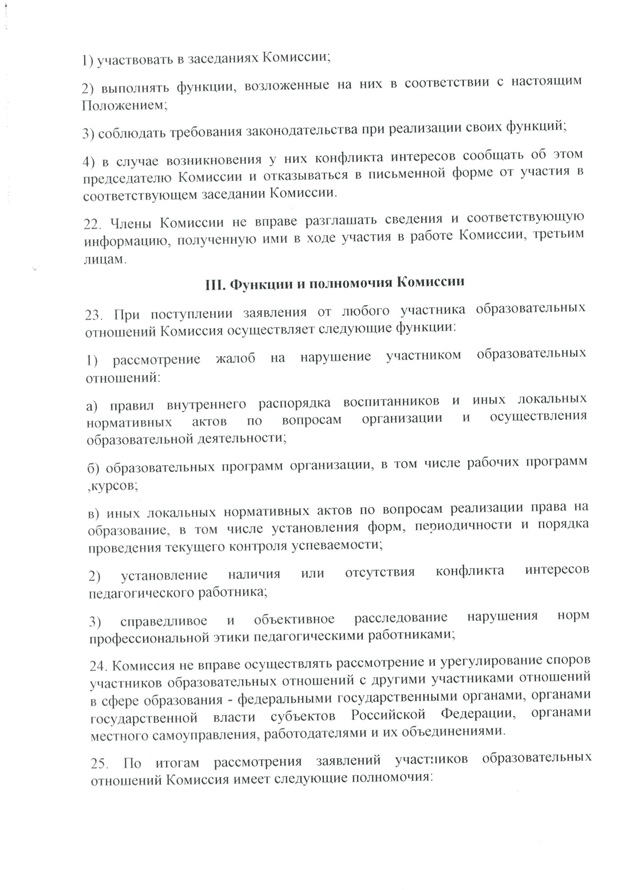 1) участвовать в заседаниях Комиссии;
2) выполнять функции, возложенные на них в соответствии с настоящим
Положением;
3) соблюдать требования законодательства при реализации своих функций;
4) в случае возникновения у них конфликта интересов сообщать об этом
председателю Комиссии и отказываться в письменной форме от участия в
соответствующем заседании Комиссии.
22. Члены Комиссии не вправе разглашать сведения и соответствующую
информацию, полученную ими в ходе участия в работе Комиссии, третьим
лицам.
III. Функции и полномочия Комиссии
23. При поступлении заявления от любого участника образовательных
отношений Комиссия осуществляет следующие функции:
1) рассмотрение жалоб на нарушение участником образовательных
отношений:
а) правил внутреннего распорядка воспитанников и иных локальных
нормативных актов по вопросам организации и осуществления
образовательной деятельности;
б) образовательных программ организации, в том числе рабочих программ
,курсов;
в) иных локальных нормативных актов по вопросам реализации права на
образование, в том числе установления форм, периодичности и порядка
проведения текущего контроля успеваемости;
2) установление наличия или отсутствия конфликта интересов
педагогического работника;
3) справедливое и объективное расследование нарушения норм
профессиональной этики педагогическими работниками;
24. Комиссия не вправе осуществлять рассмотрение и урегулирование споров
участников образовательных отношений с другими участниками отношений
в сфере образования - федеральными государственными органами, органами
государственной власти субъектов Российской Федерации, органами
местного самоуправления, работодателями и их объединениями.
25. По итогам рассмотрения заявлений участников образовательных
отношений Комиссия имеет следующие полномочия: